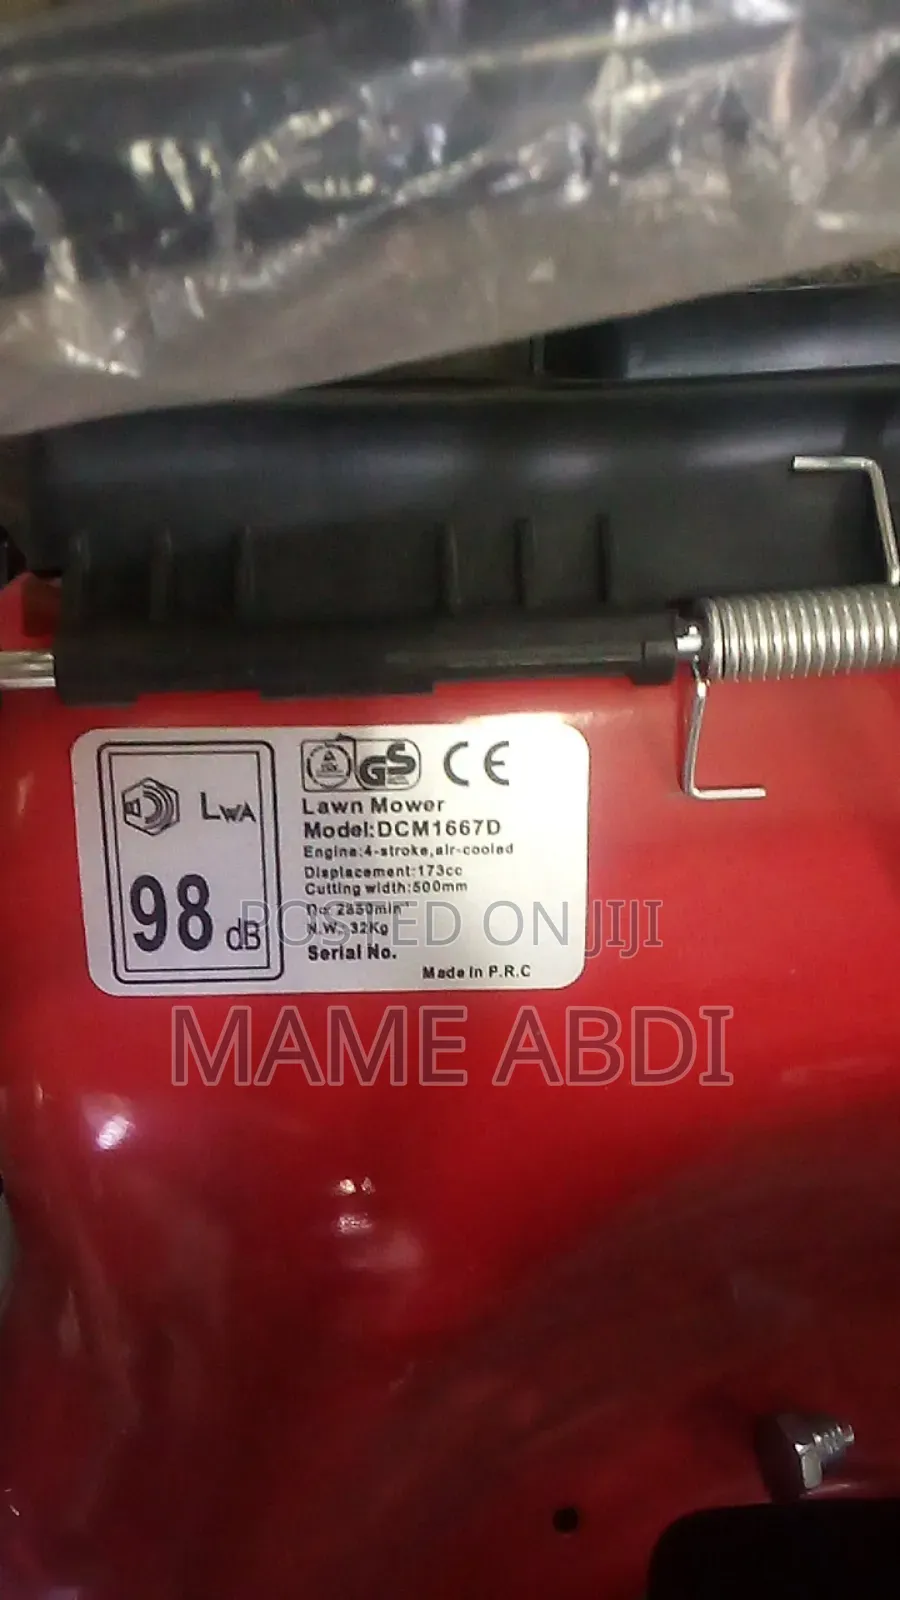 LWA
98 dB
GS CE
Lawn Mower
Model:DCM1667D
Engine:4-stroke,air-cooled
Displacement:173cc
Cutting width:500mm
N.W.: 32Kg
Serial No.
Made in P.R.C
POSTED ON JIJI
MAME ABDI